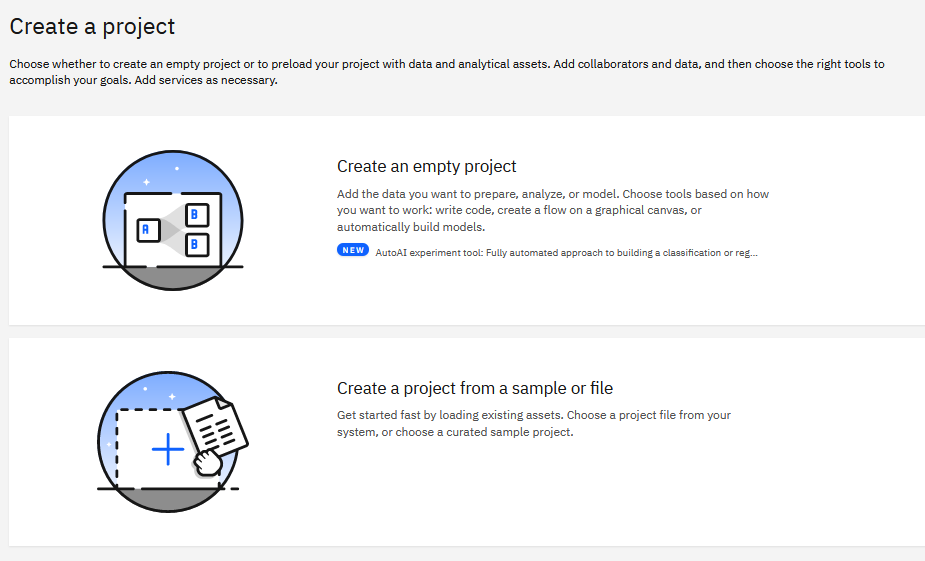 Create a project
Choose whether to create an empty project or to preload your project with data and analytical assets. Add collaborators and data, and then choose the right tools to
accomplish your goals. Add services as necessary.
Create an empty project
Add the data you want to prepare, analyze, or model. Choose tools based on how
you want to work: write code, create a flow on a graphical canvas, or
automatically build models.
A
B
B
NEW AutoAI experiment tool: Fully automated approach to building a classification or reg...
Create a project from a sample or file
Get started fast by loading existing assets. Choose a project file from your
system, or choose a curated sample project.